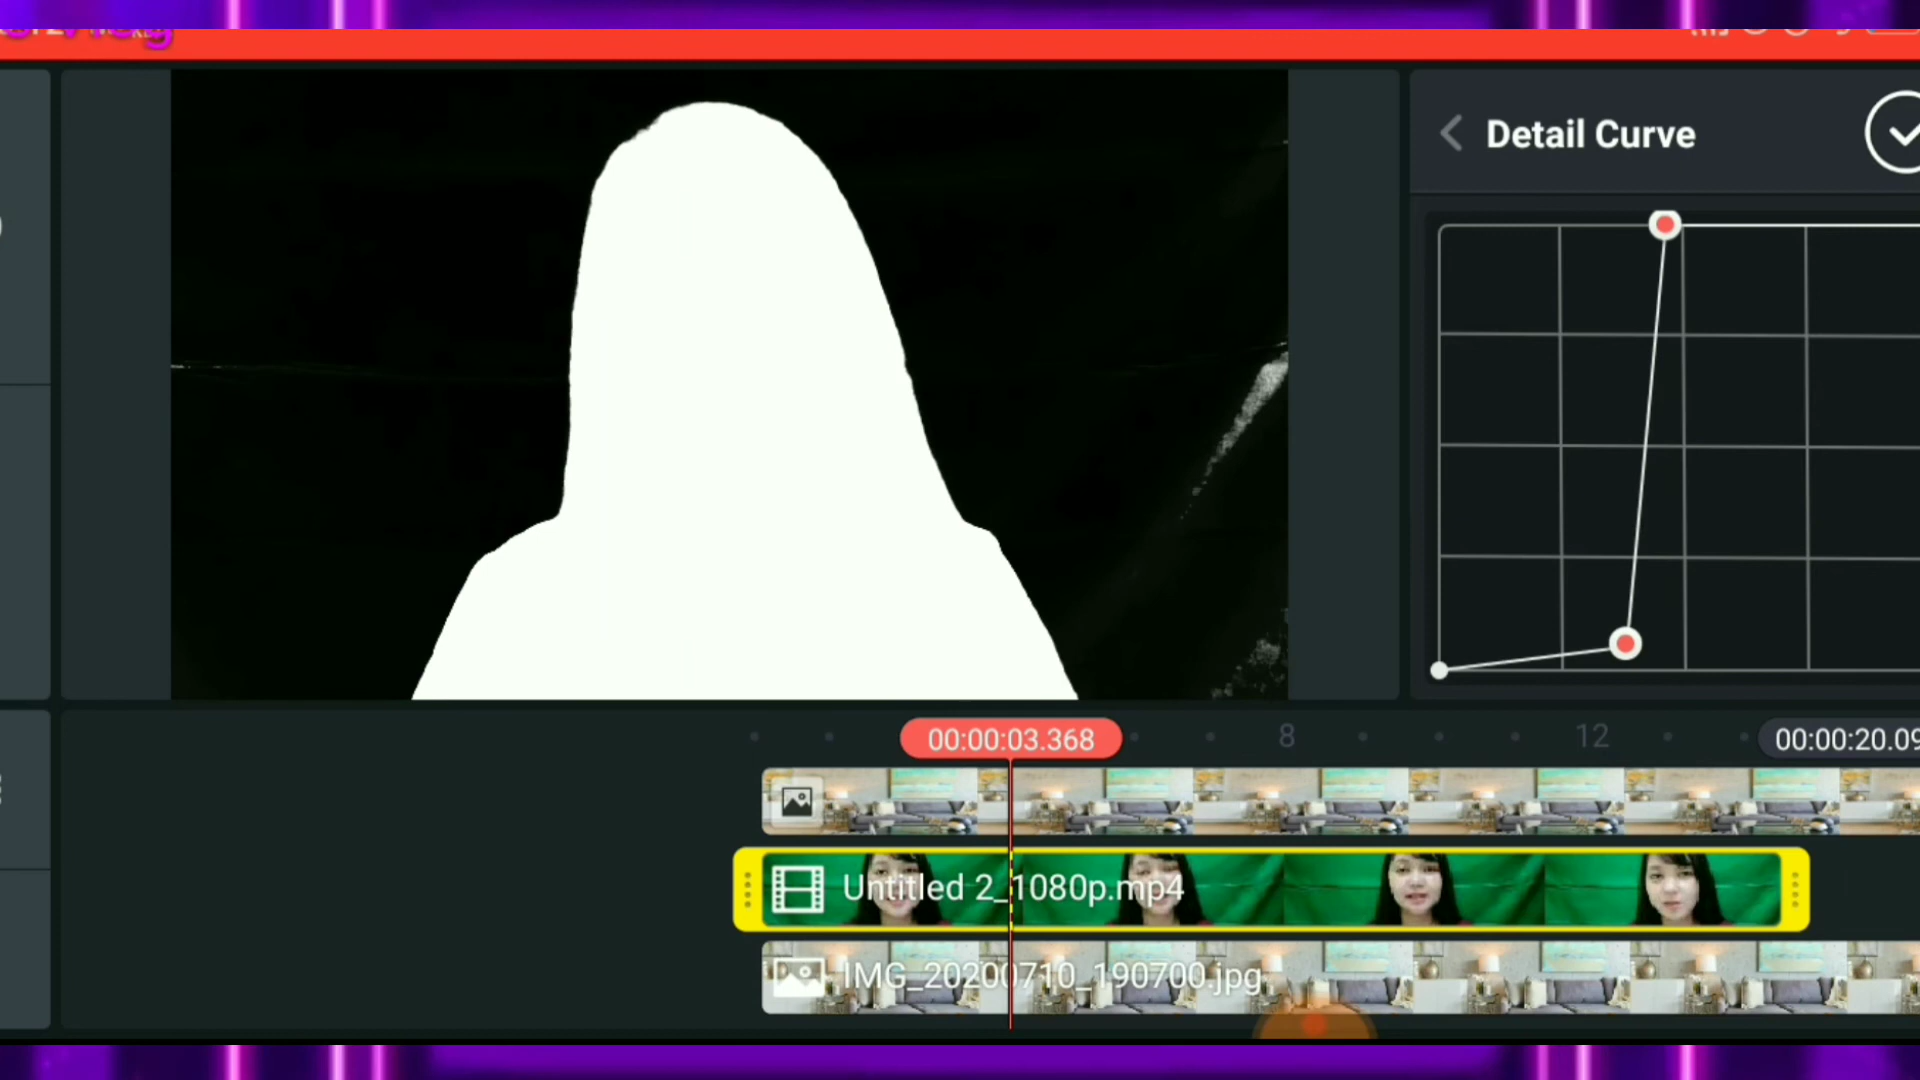 Detail Curve
00:00:03.368
8
12
00:00:20.09
Untitled 2_1080p.mp4
IMG_20200710_190700.jpg